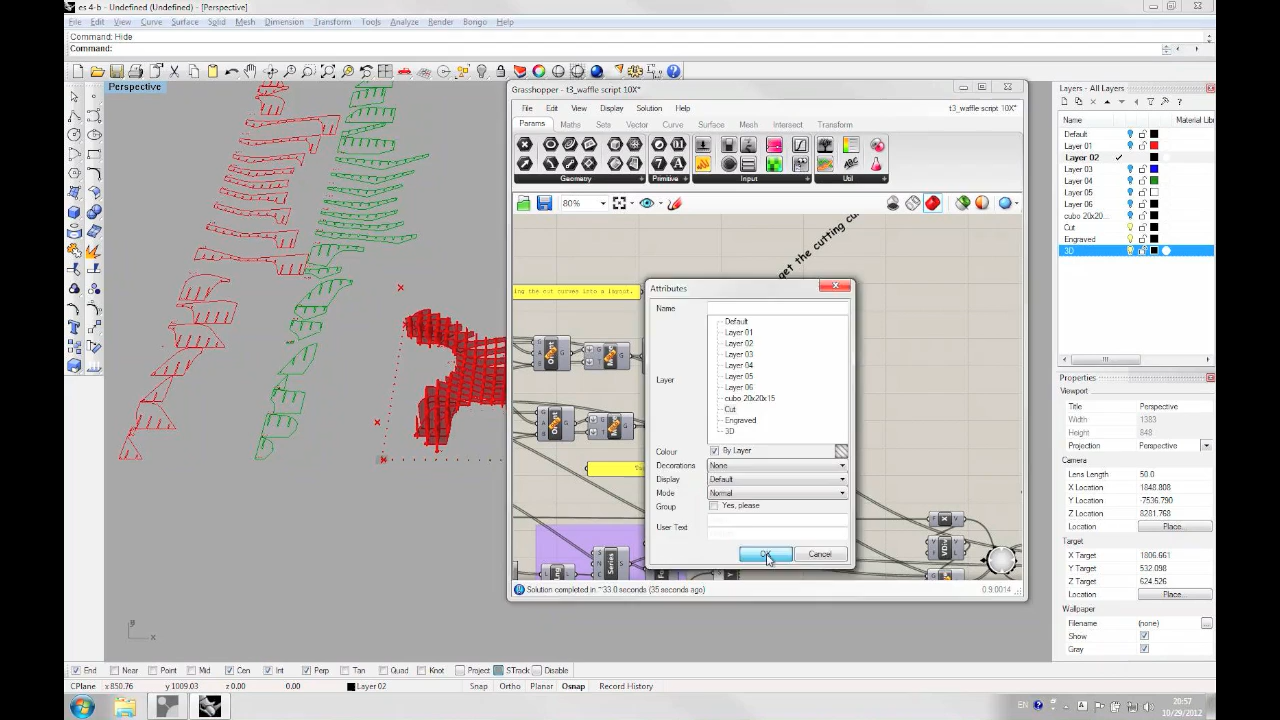 es 4-b - Undefined (Undefined) - [Perspective]
File Edit View Curve Surface Solid Mesh Dimension Transform Tools Analyze Render Bongo Help
Command: Hide
Command:
Perspective
Grasshopper - t3_waffle script 10X*
File Edit View Display Solution Help
t3_waffle script 10X*
Params Maths Sets Vector Curve Surface Mesh Intersect Transform
Geometry Primitive Input Util
80%
get the cutting cu
ing the cut curves into a layout.
Series
Attributes
Name
Layer
Default
Layer 01
Layer 02
Layer 03
Layer 04
Layer 05
Layer 06
cubo 20x20x15
Cut
Engraved
3D
Colour By Layer
Decorations None
Display Default
Mode Normal
Group Yes, please
User Text
OK Cancel
Solution completed in ~33.0 seconds (35 seconds ago)
0.9.0014
Layers - All Layers
Name Material Libr
Default
Layer 01
Layer 02
Layer 03
Layer 04
Layer 05
Layer 06
cubo 20x20...
Cut
Engraved
3D
Properties
Viewport
Title Perspective
Width 1383
Height 848
Projection Perspective
Camera
Lens Length 50.0
X Location 1848.808
Y Location -7536.790
Z Location 8281.768
Location Place...
Target
X Target 1806.661
Y Target 532.098
Z Target 624.526
Location Place...
Wallpaper
Filename (none)
Show
Gray
y
x
End Near Point Mid Cen Int Perp Tan Quad Knot Project STrack Disable
CPlane x 850.76 y 1009.03 z 0.00 0.00 Layer 02 Snap Ortho Planar Osnap Record History
EN
20:57
10/29/2012